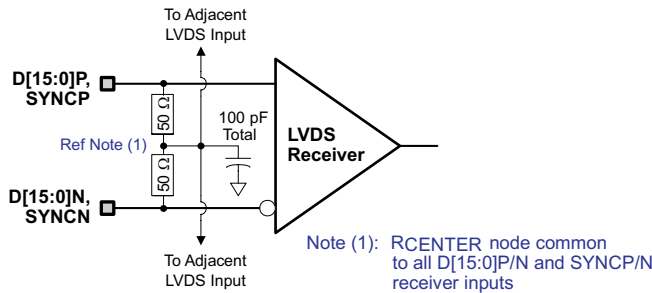 To Adjacent
LVDS Input
D[15:0]P,
SYNCP
50 Ω
100 pF
Total
LVDS
Receiver
Ref Note (1)
50 Ω
D[15:0]N,
SYNCN
To Adjacent
LVDS Input
Note (1): RCENTER node common
to all D[15:0]P/N and SYNCP/N
receiver inputs